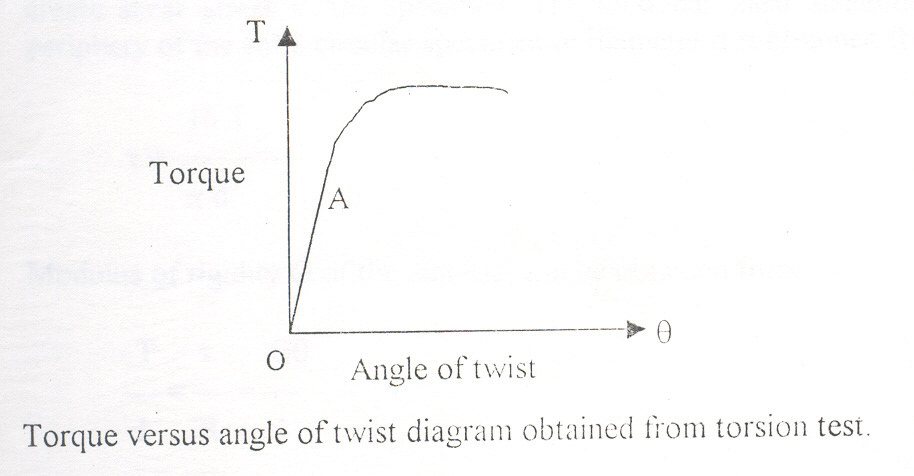 T
Torque
A
θ
O
Angle of twist
Torque versus angle of twist diagram obtained from torsion test.